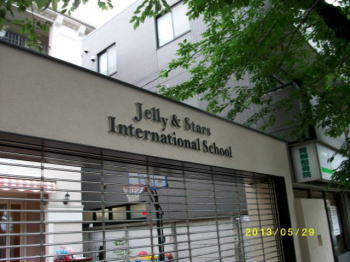 Jelly & Stars
International School
2013/05/29